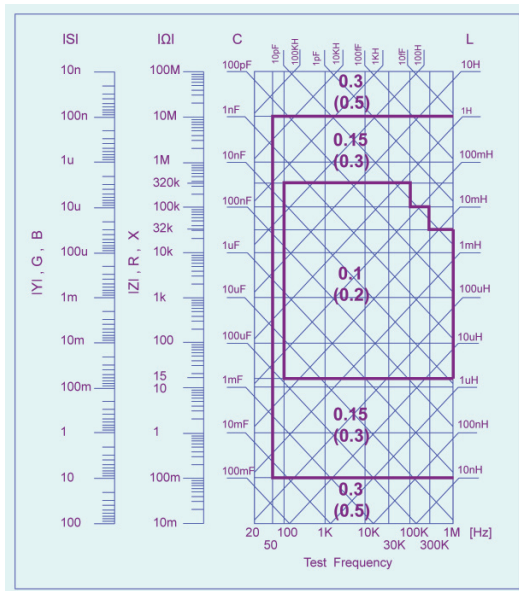 ISI
IΩI
C
L
10pF
100KH
1pF
10KH
100fF
1KH
10fF
100H
10n
100M
100pF
10H
0.3
(0.5)
100n
10M
1nF
1H
0.15
(0.3)
1u
1M
10nF
100mH
320k
10u
100k
100nF
10mH
32k
100u
10k
1uF
1mH
0.1
(0.2)
1m
1k
10uF
100uH
10m
100
100uF
10uH
15
100m
10
1mF
1uH
0.15
(0.3)
1
1
10mF
100nH
10
100m
100mF
10nH
0.3
(0.5)
100
10m
IYI , G , B
IZI , R , X
20
100
1K
10K
100K
1M
[Hz]
50
30K
300K
Test Frequency